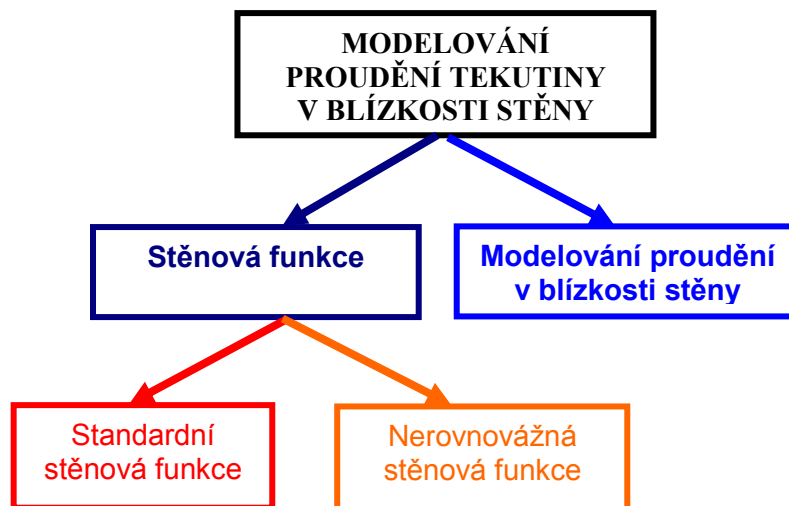 MODELOVÁNÍ
PROUDĚNÍ TEKUTINY
V BLÍZKOSTI STĚNY
Stěnová funkce
Modelování proudění
v blízkosti stěny
Standardní
stěnová funkce
Nerovnovážná
stěnová funkce